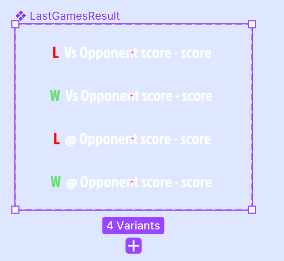 LastGamesResult
L Vs Opponent score - score
W Vs Opponent score - score
L @ Opponent score - score
W @ Opponent score - score
4 Variants